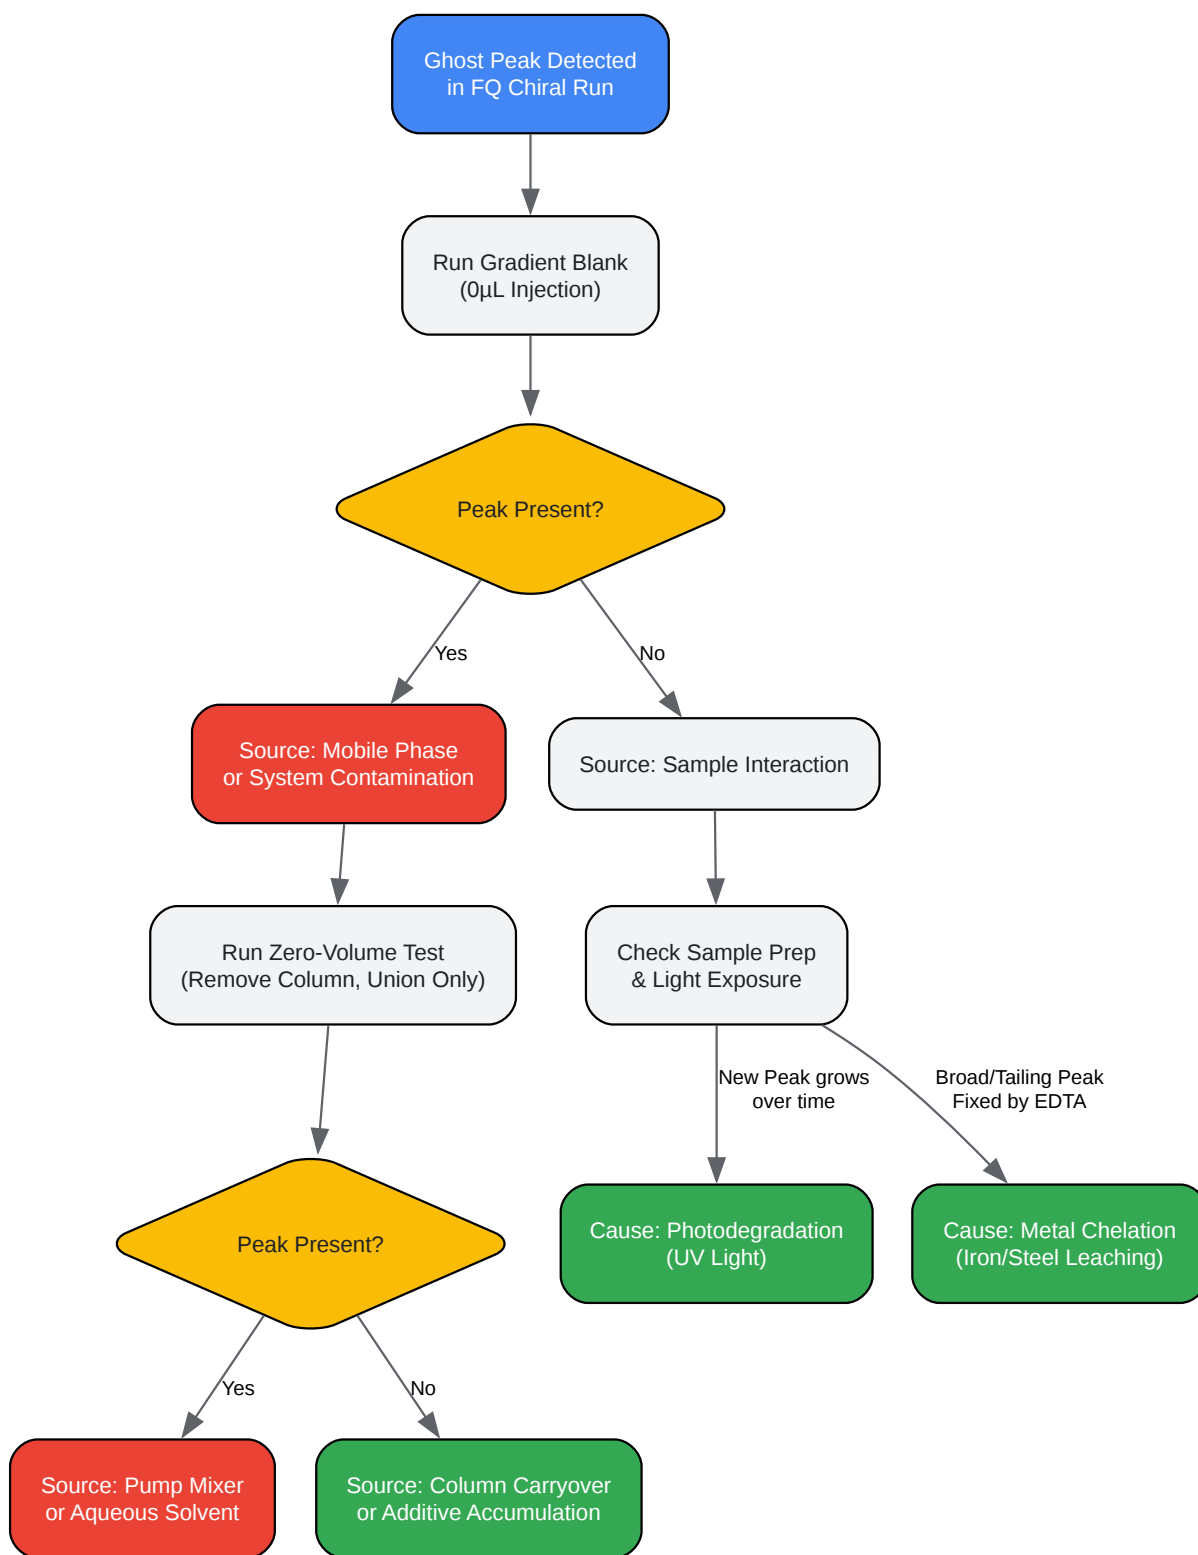 Ghost Peak Detected
in FQ Chiral Run
Run Gradient Blank
(0µL Injection)
Peak Present?
Yes
No
Source: Mobile Phase
or System Contamination
Source: Sample Interaction
Run Zero-Volume Test
(Remove Column, Union Only)
Check Sample Prep
& Light Exposure
New Peak grows
over time
Broad/Tailing Peak
Fixed by EDTA
Peak Present?
Cause: Photodegradation
(UV Light)
Cause: Metal Chelation
(Iron/Steel Leaching)
Yes
No
Source: Pump Mixer
or Aqueous Solvent
Source: Column Carryover
or Additive Accumulation